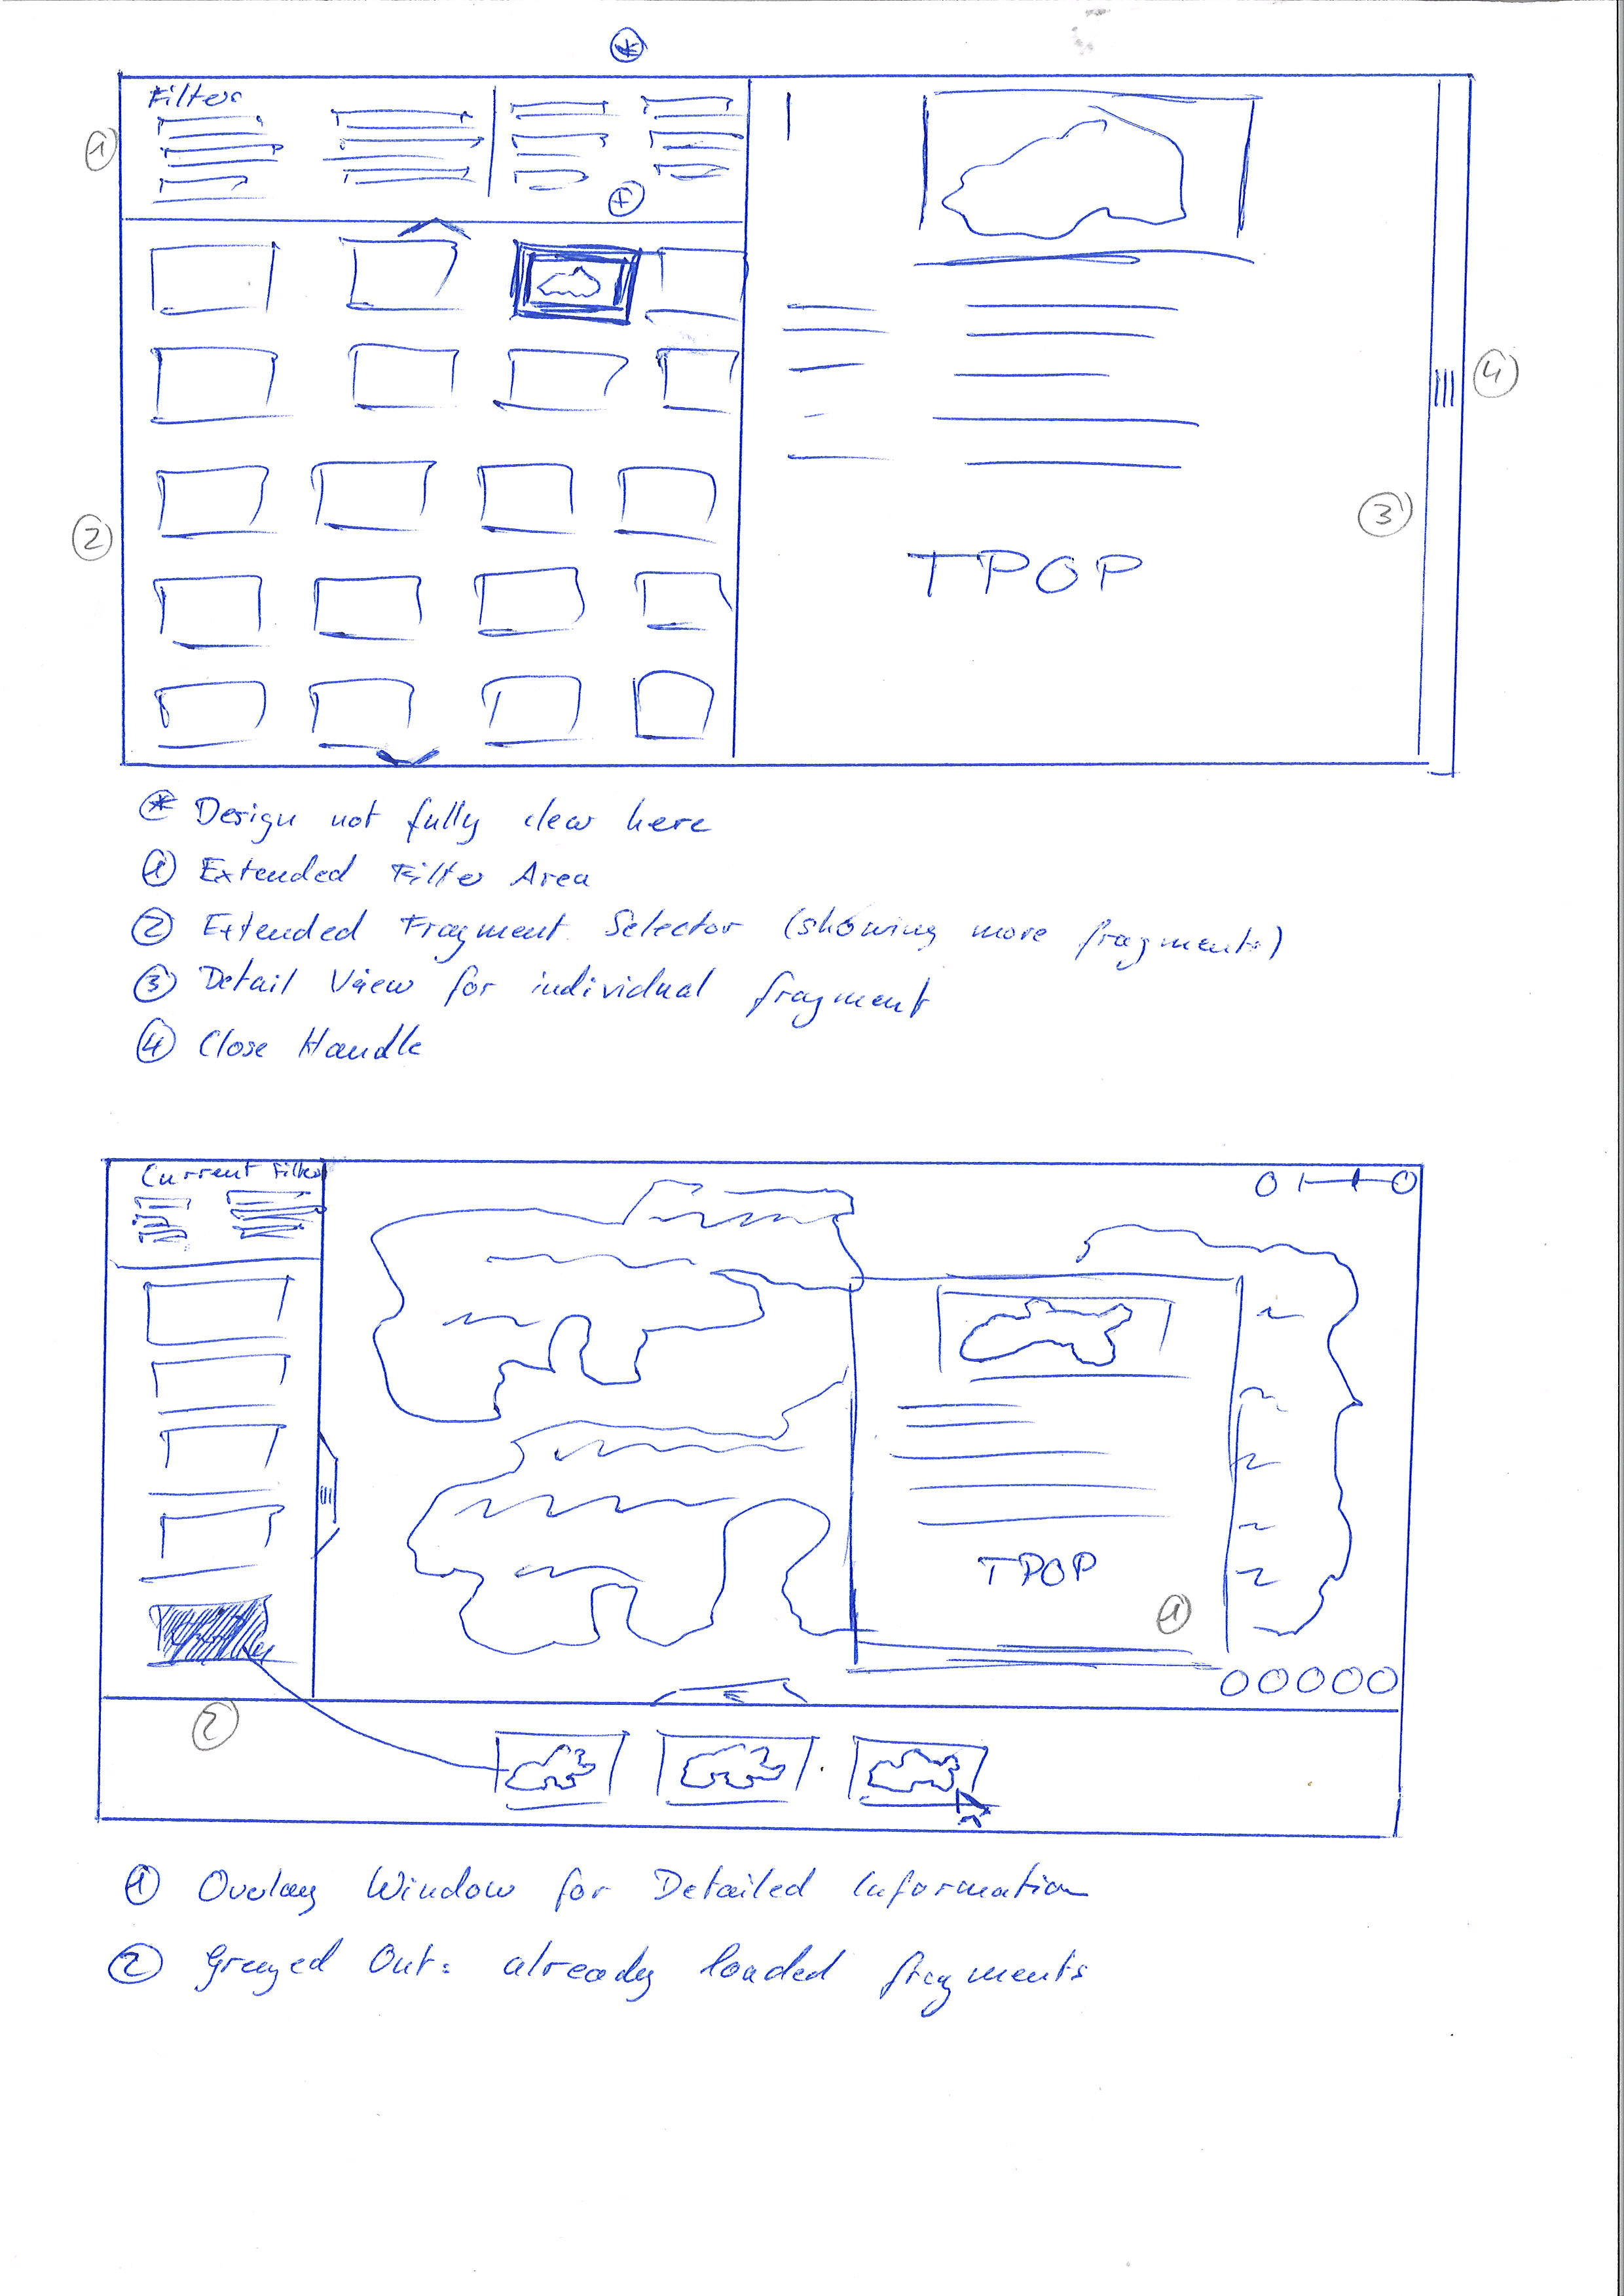 *
Filter
1
+
4
2
3
TPOP
* Design not fully clear here
1 Extended Filter Area
2 Extended Fragment Selector (showing more fragments)
3 Detail View for individual fragment
4 Close Handle
Current Filter
TPOP
1
2
1 Overlay Window for Detailed Information
2 Greyed Out: already loaded fragments